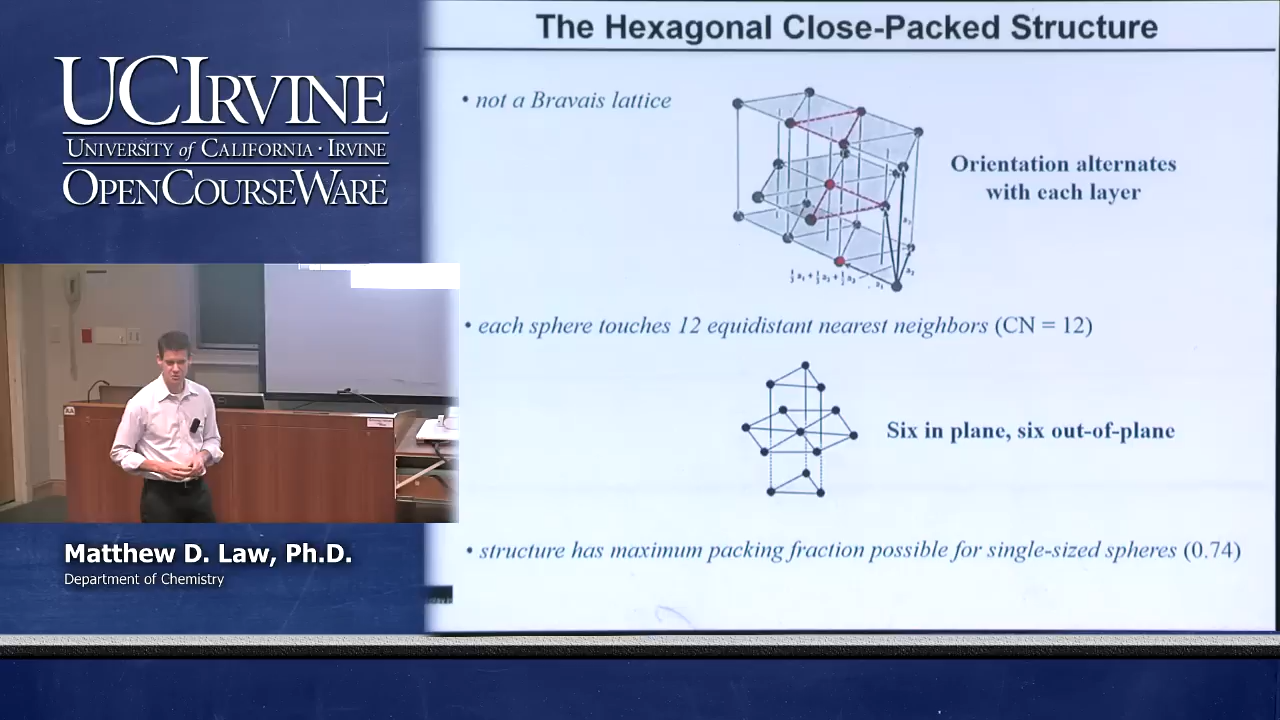 The Hexagonal Close-Packed Structure
UCIRVINE
UNIVERSITY of CALIFORNIA · IRVINE
OPENCOURSEWARE
• not a Bravais lattice
Orientation alternates
with each layer
• each sphere touches 12 equidistant nearest neighbors (CN = 12)
Six in plane, six out-of-plane
• structure has maximum packing fraction possible for single-sized spheres (0.74)
Matthew D. Law, Ph.D.
Department of Chemistry